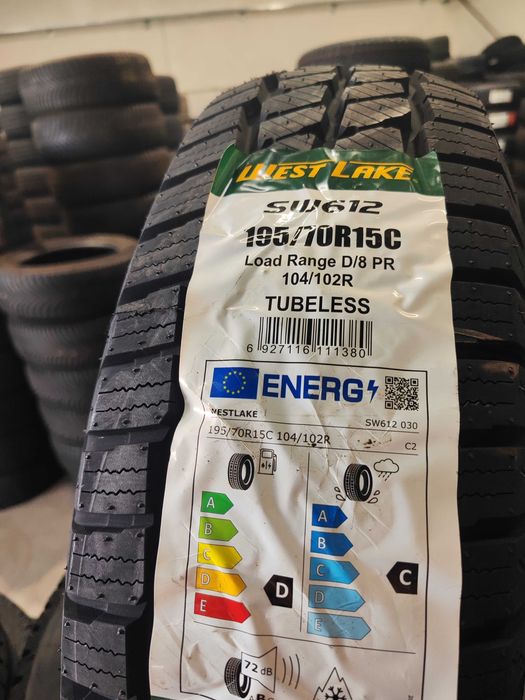 WEST LAKE
SW612
195/70R15C
Load Range D/8 PR
104/102R
TUBELESS
6 927116 111380
ENERG
WESTLAKE SW612 030
195/70R15C 104/102R C2
A A
B B
C C C
D D D
E E
72 dB